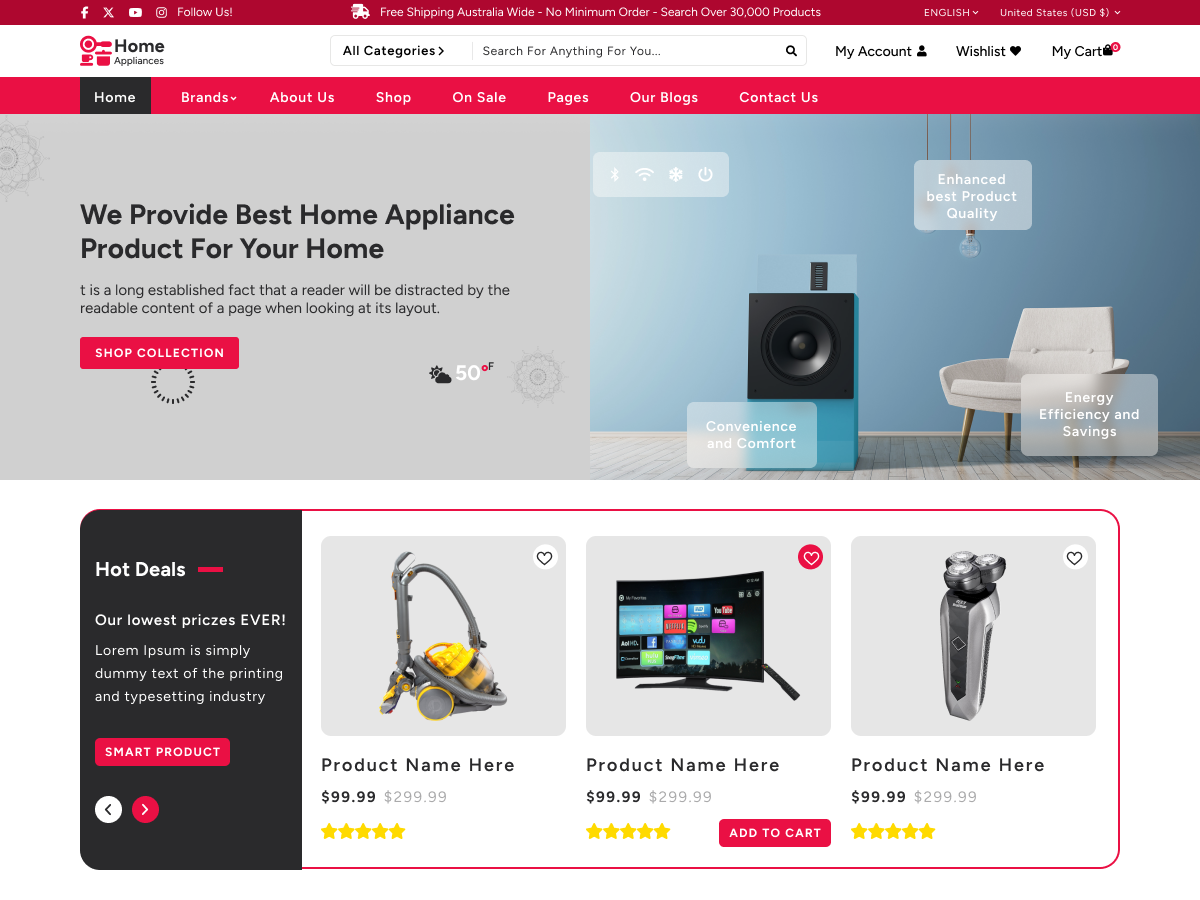 Follow Us!
Free Shipping Australia Wide - No Minimum Order - Search Over 30,000 Products
ENGLISH
United States (USD $)
Home
Appliances
All Categories
Search For Anything For You...
My Account
Wishlist
My Cart
0
Home
Brands
About Us
Shop
On Sale
Pages
Our Blogs
Contact Us
We Provide Best Home Appliance
Product For Your Home
t is a long established fact that a reader will be distracted by the
readable content of a page when looking at its layout.
SHOP COLLECTION
50°F
Enhanced
best Product
Quality
Convenience
and Comfort
Energy
Efficiency and
Savings
Hot Deals
Our lowest priczes EVER!
Lorem Ipsum is simply
dummy text of the printing
and typesetting industry
SMART PRODUCT
My Favorites
YouTube
NETFLIX
Spotify
VUDU
Product Name Here
$99.99 $299.99
Product Name Here
$99.99 $299.99
ADD TO CART
Product Name Here
$99.99 $299.99